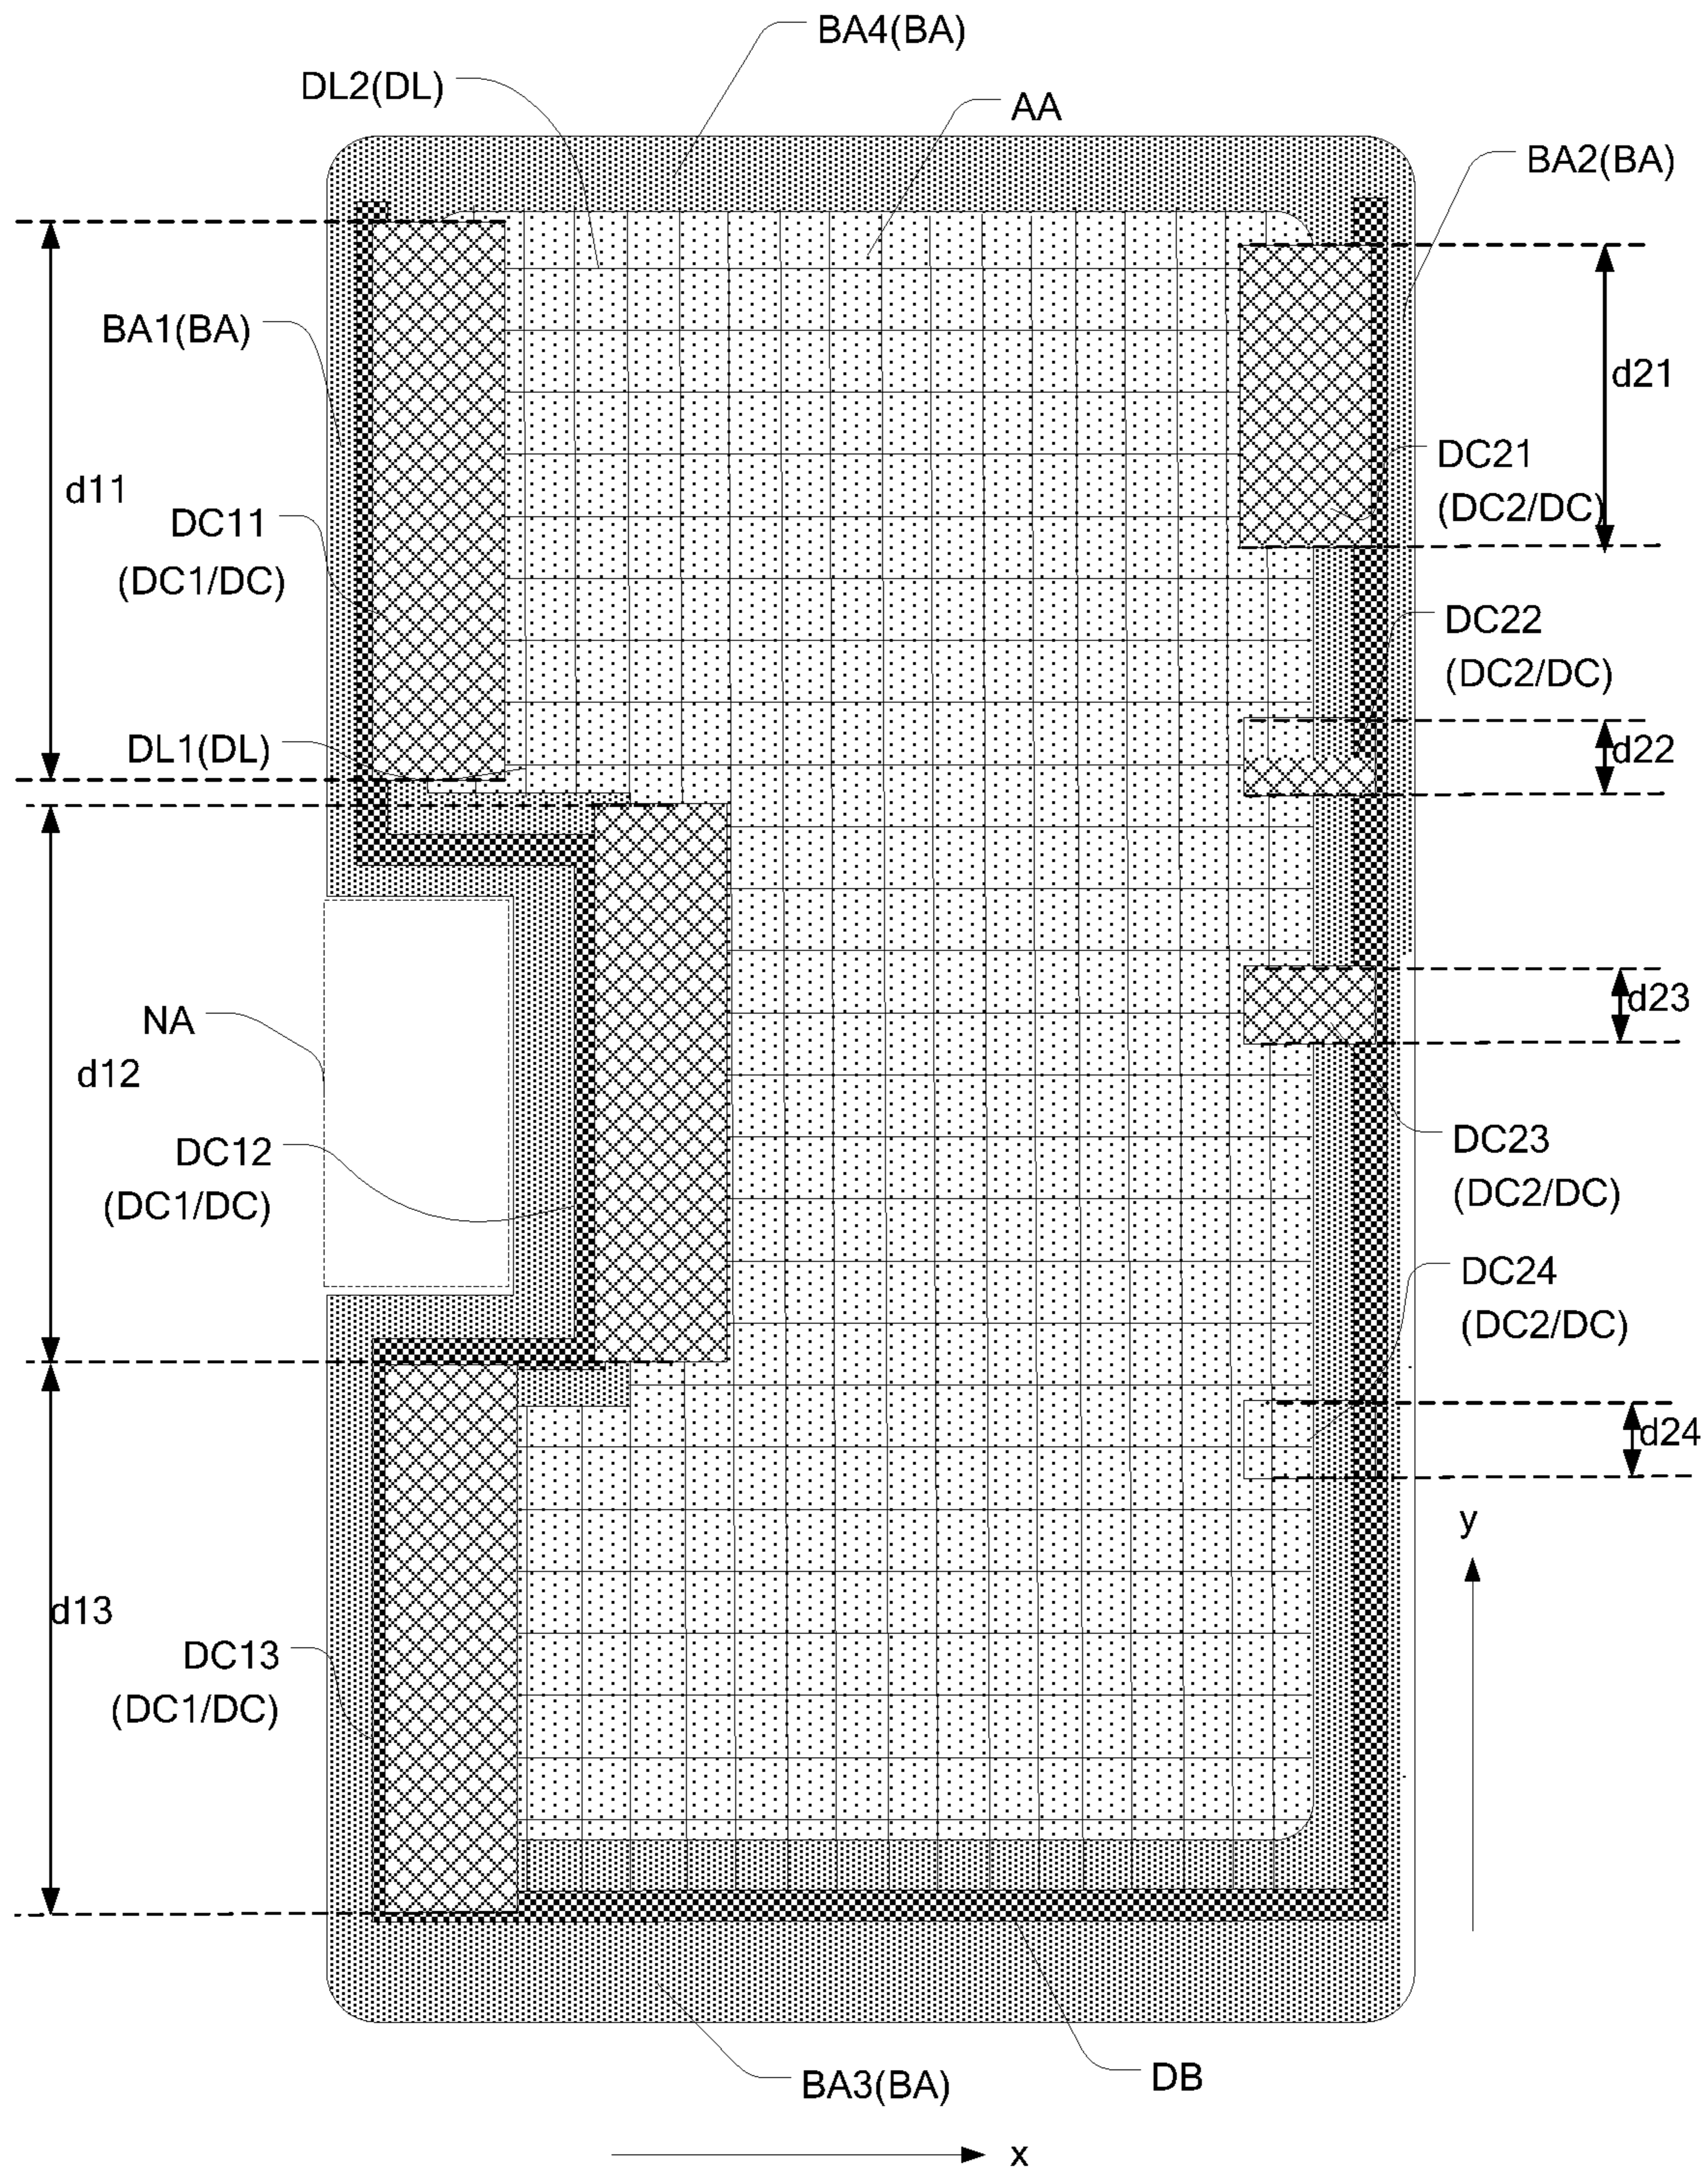 BA4(BA)
DL2(DL)
AA
BA2(BA)
BA1(BA)
d21
DC21
(DC2/DC)
d11
DC11
(DC1/DC)
DC22
(DC2/DC)
DL1(DL)
d22
d23
NA
d12
DC12
(DC1/DC)
DC23
(DC2/DC)
DC24
(DC2/DC)
d24
y
d13
DC13
(DC1/DC)
DB
BA3(BA)
x